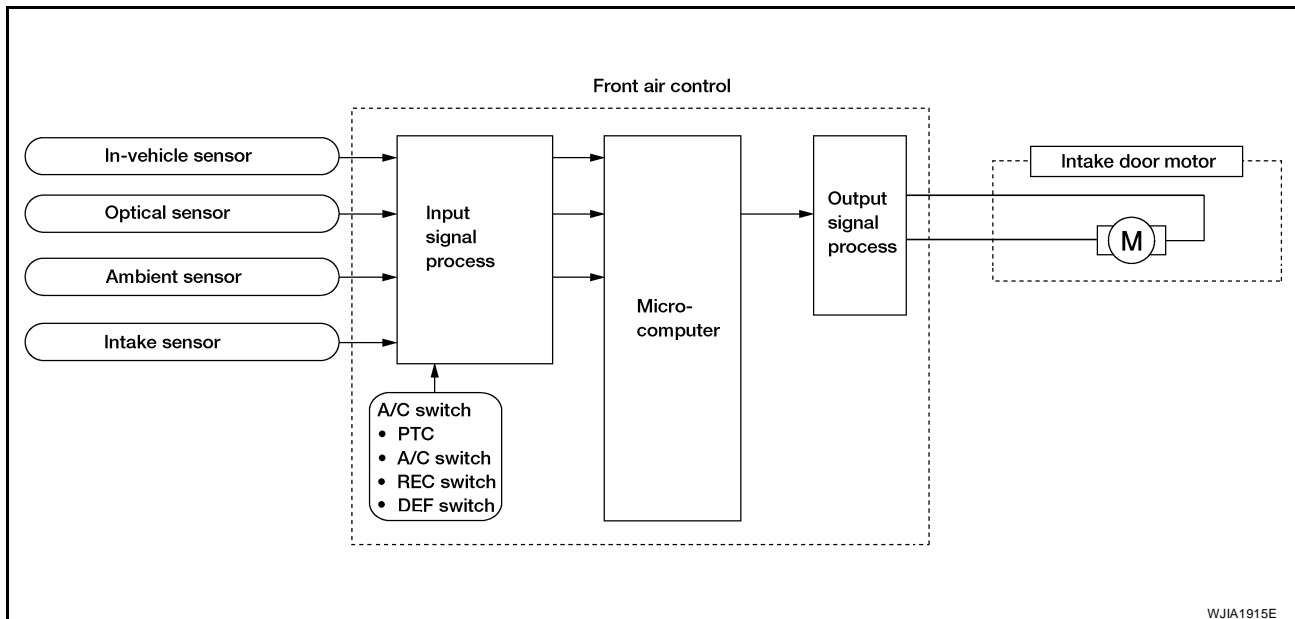 Front air control
In-vehicle sensor
Optical sensor
Ambient sensor
Intake sensor
Input
signal
process
A/C switch
• PTC
• A/C switch
• REC switch
• DEF switch
Micro-
computer
Output
signal
process
Intake door motor
M
WJIA1915E